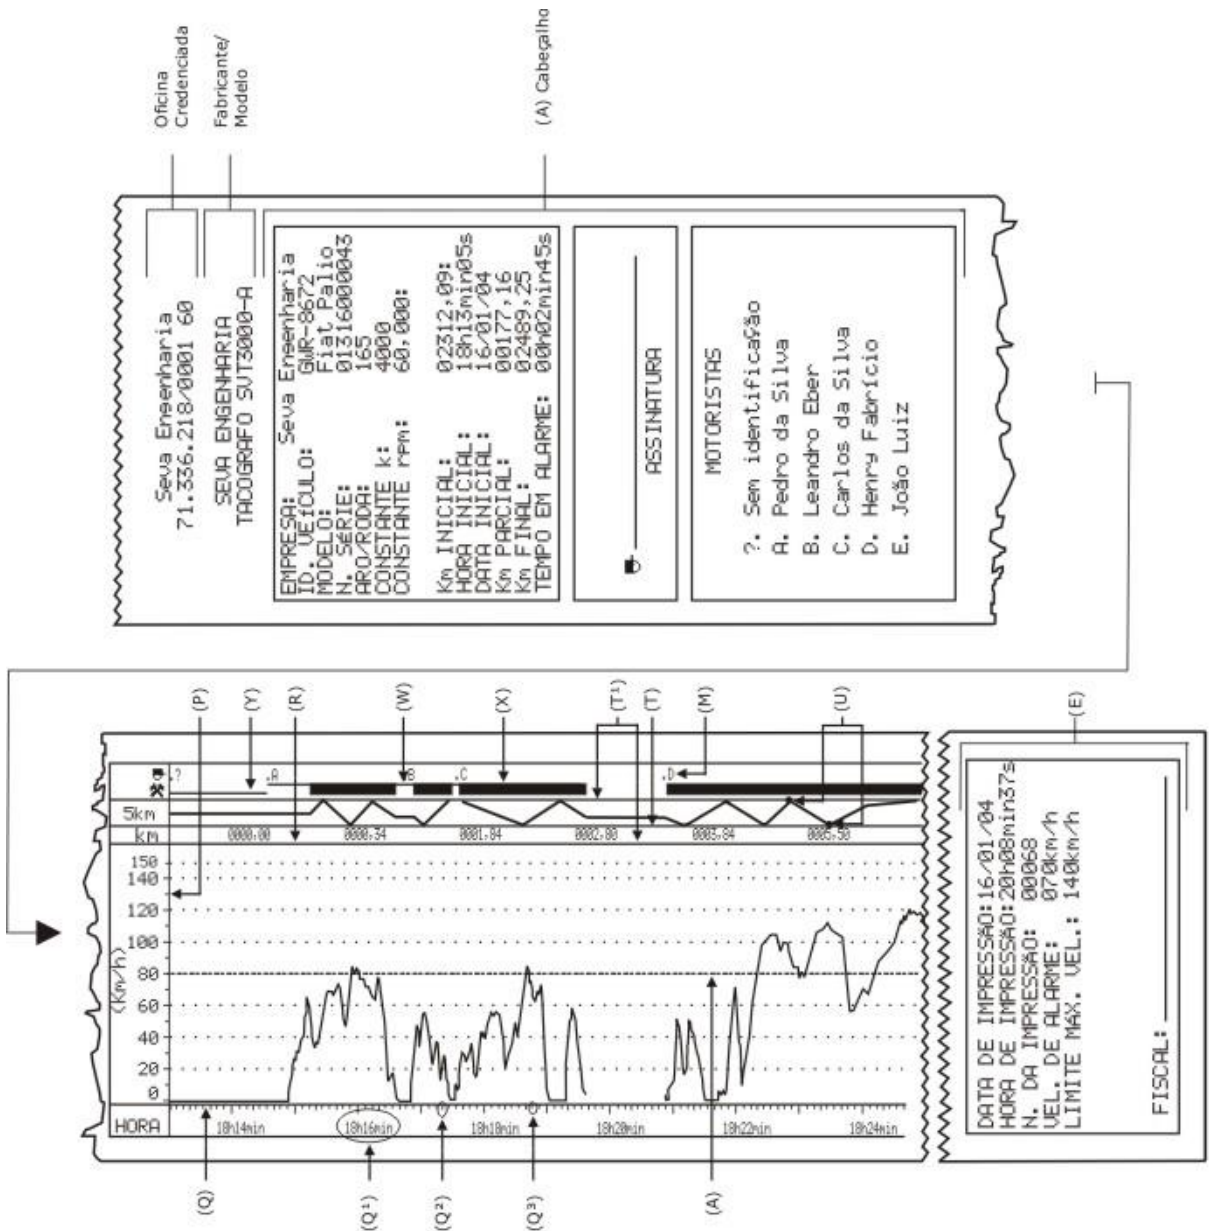 Oficina
Credenciada
Fabricante/
Modelo
(A) Cabeçalho
Seva Engenharia
71.336.218/0001 60
SEVA ENGENHARIA
TACOGRAFO SVT3000-A
EMPRESA: Seva Engenharia
ID. VEíCULO: GWR-8672
MODELO: Fiat Palio
N. SéRIE: 01316000043
ARO/RODA: 165
CONSTANTE k: 4000
CONSTANTE rpm: 60,000:
Km INICIAL: 02312,09:
HORA INICIAL: 18h13min05s
DATA INICIAL: 16/01/04
Km PARCIAL: 00177,16
Km FINAL: 02489,25
TEMPO EM ALARME: 00h02min45s
ASSINATURA
MOTORISTAS
?. Sem identificação
A. Pedro da Silva
B. Leandro Eber
C. Carlos da Silva
D. Henry Fabrício
E. João Luiz
(P)
(Y)
(R)
(W)
(X)
(T¹)
(T)
(M)
(U)
(E)
.? .A B .C .D
5km
km 0000,00 0000,34 0001,04 0002,80 0003,84 0005,50
150
140
120
100
80
60
40
20
0
(Km/h)
HORA 18h14min 18h16min 18h18min 18h20min 18h22min 18h24min
(Q)
(Q¹)
(Q²)
(Q³)
(A)
DATA DE IMPRESSÃO:16/01/04
HORA DE IMPRESSÃO:20h08min37s
N. DA IMPRESSÃO: 00068
VEL. DE ALARME: 070km/h
LIMITE MÁX. VEL.: 140km/h
FISCAL: